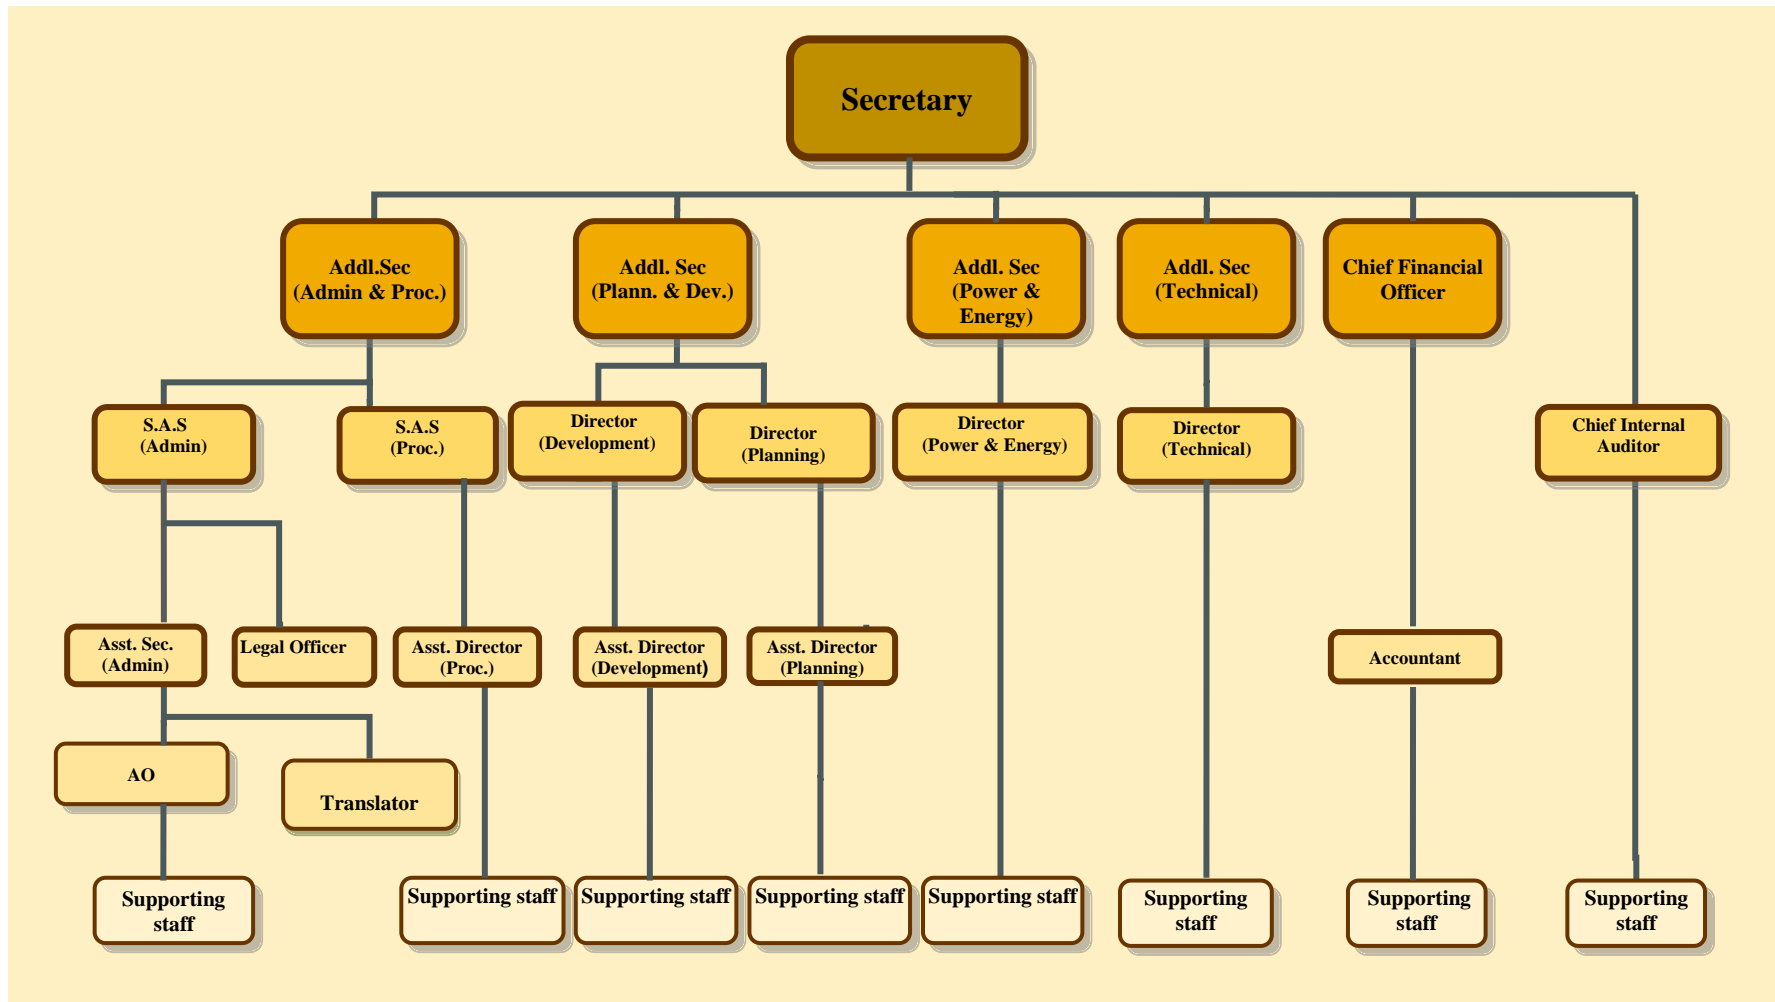 Secretary
Addl.Sec
(Admin & Proc.)
Addl. Sec
(Plann. & Dev.)
Addl. Sec
(Power &
Energy)
Addl. Sec
(Technical)
Chief Financial
Officer
S.A.S
(Admin)
S.A.S
(Proc.)
Director
(Development)
Director
(Planning)
Director
(Power & Energy)
Director
(Technical)
Chief Internal
Auditor
Asst. Sec.
(Admin)
Legal Officer
Asst. Director
(Proc.)
Asst. Director
(Development)
Asst. Director
(Planning)
Accountant
AO
Translator
Supporting
staff
Supporting staff
Supporting staff
Supporting staff
Supporting staff
Supporting
staff
Supporting
staff
Supporting
staff